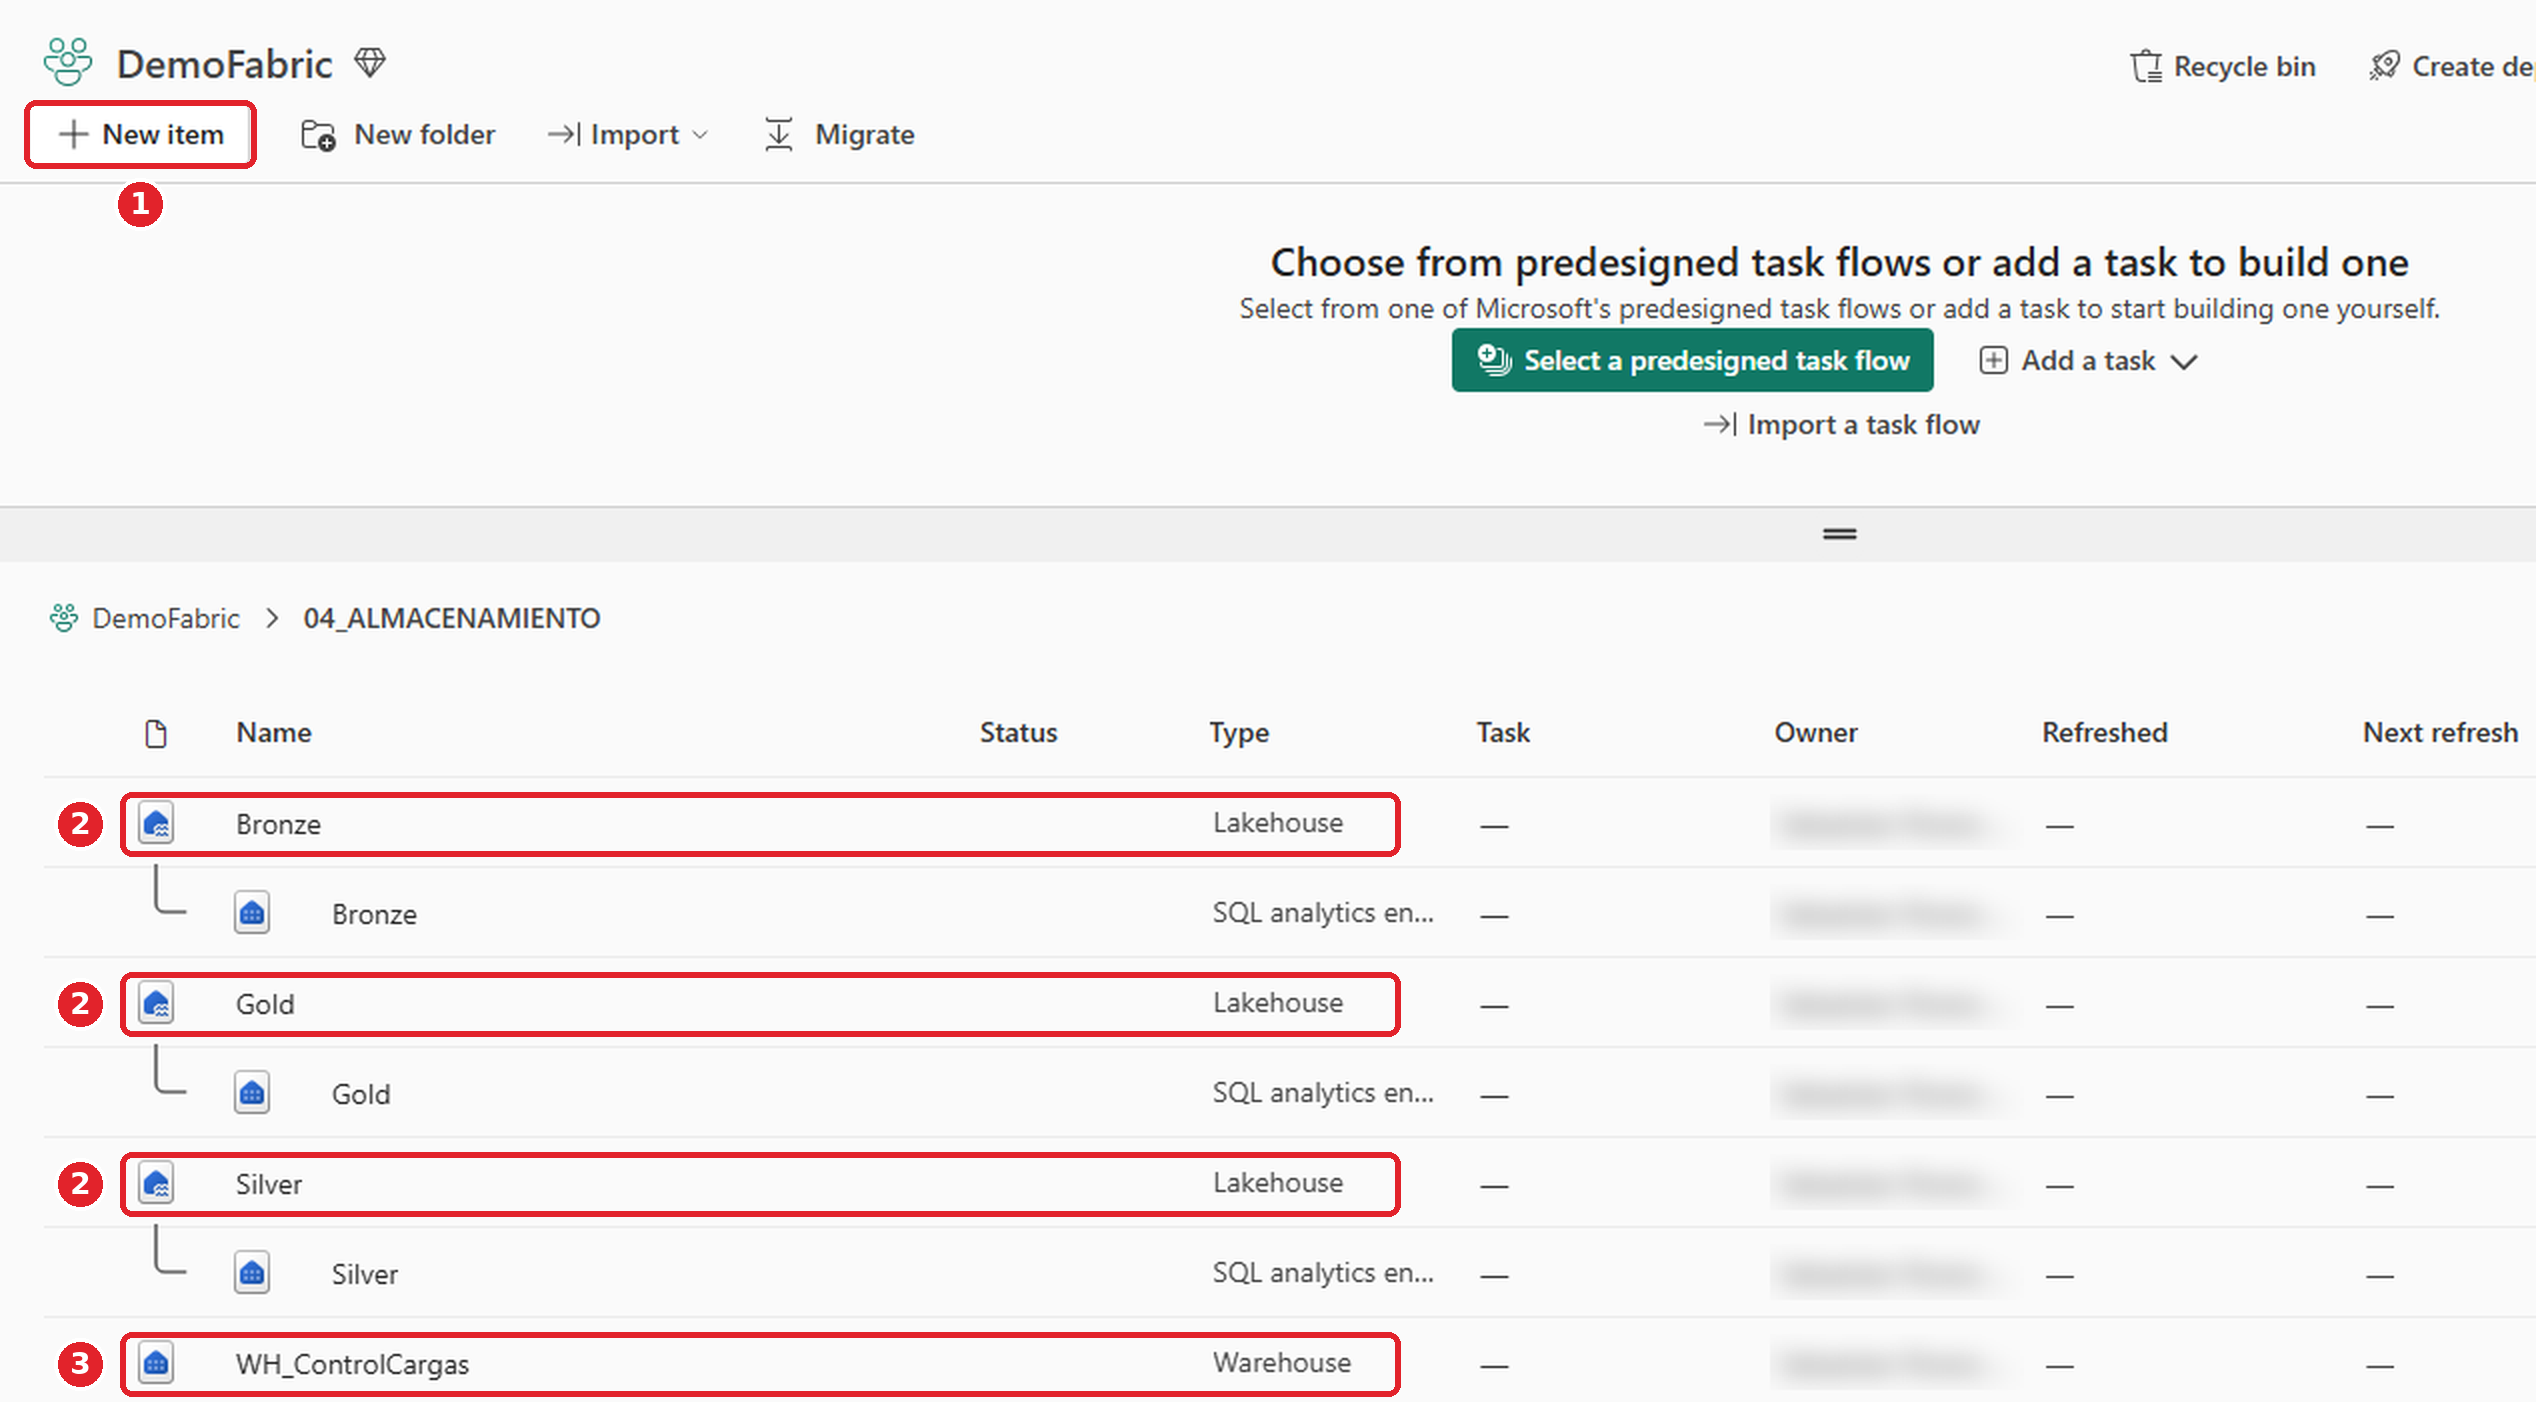 DemoFabric
Recycle bin
Create de
New item
New folder
Import
Migrate
1
Choose from predesigned task flows or add a task to build one
Select from one of Microsoft's predesigned task flows or add a task to start building one yourself.
Select a predesigned task flow
Add a task
Import a task flow
DemoFabric > 04_ALMACENAMIENTO
Name Status Type Task Owner Refreshed Next refresh
2 Bronze Lakehouse — — —
Bronze SQL analytics en... — — —
2 Gold Lakehouse — — —
Gold SQL analytics en... — — —
2 Silver Lakehouse — — —
Silver SQL analytics en... — — —
3 WH_ControlCargas Warehouse — — —